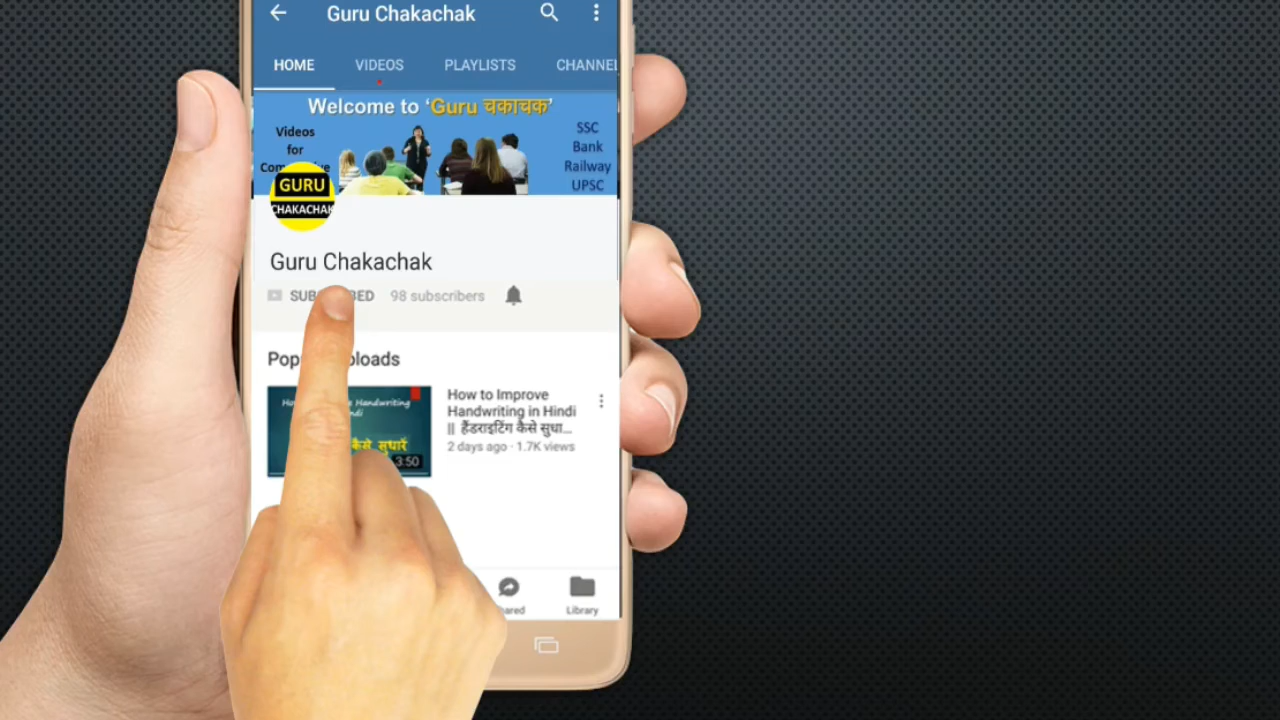 Guru Chakachak
HOME VIDEOS PLAYLISTS CHANNEL
Welcome to ‘Guru चकाचक’
Videos
for
SSC
Bank
Railway
UPSC
GURU
CHAKACHAK
Guru Chakachak
98 subscribers
How to Improve
Handwriting in Hindi
|| हैंडराइटिंग कैसे सुधा...
2 days ago · 1.7K views
Handwriting
कैसे सुधारें
3:50
Library